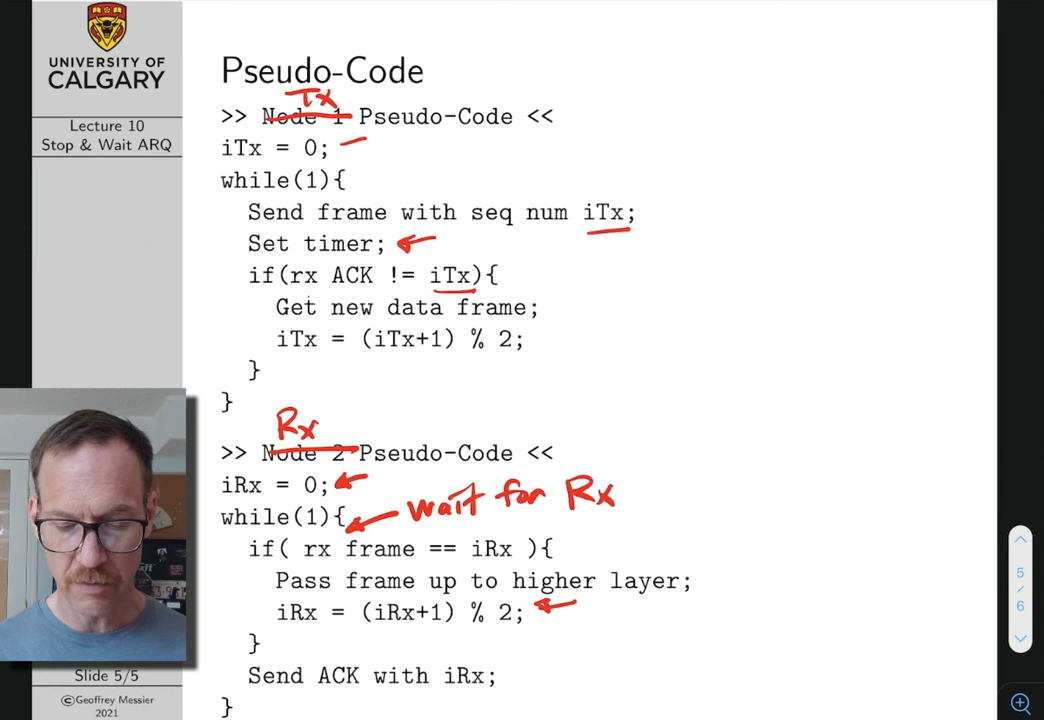 UNIVERSITY OF
CALGARY
Lecture 10
Stop & Wait ARQ
Pseudo-Code
Tx
>> Node 1 Pseudo-Code <<
iTx = 0;
while(1){
Send frame with seq num iTx;
Set timer;
if(rx ACK != iTx){
Get new data frame;
iTx = (iTx+1) % 2;
}
}
Rx
>> Node 2 Pseudo-Code <<
iRx = 0;
wait for Rx
while(1){
if( rx frame == iRx ){
Pass frame up to higher layer;
iRx = (iRx+1) % 2;
}
Send ACK with iRx;
}
Slide 5/5
©Geoffrey Messier
2021
5
/
6